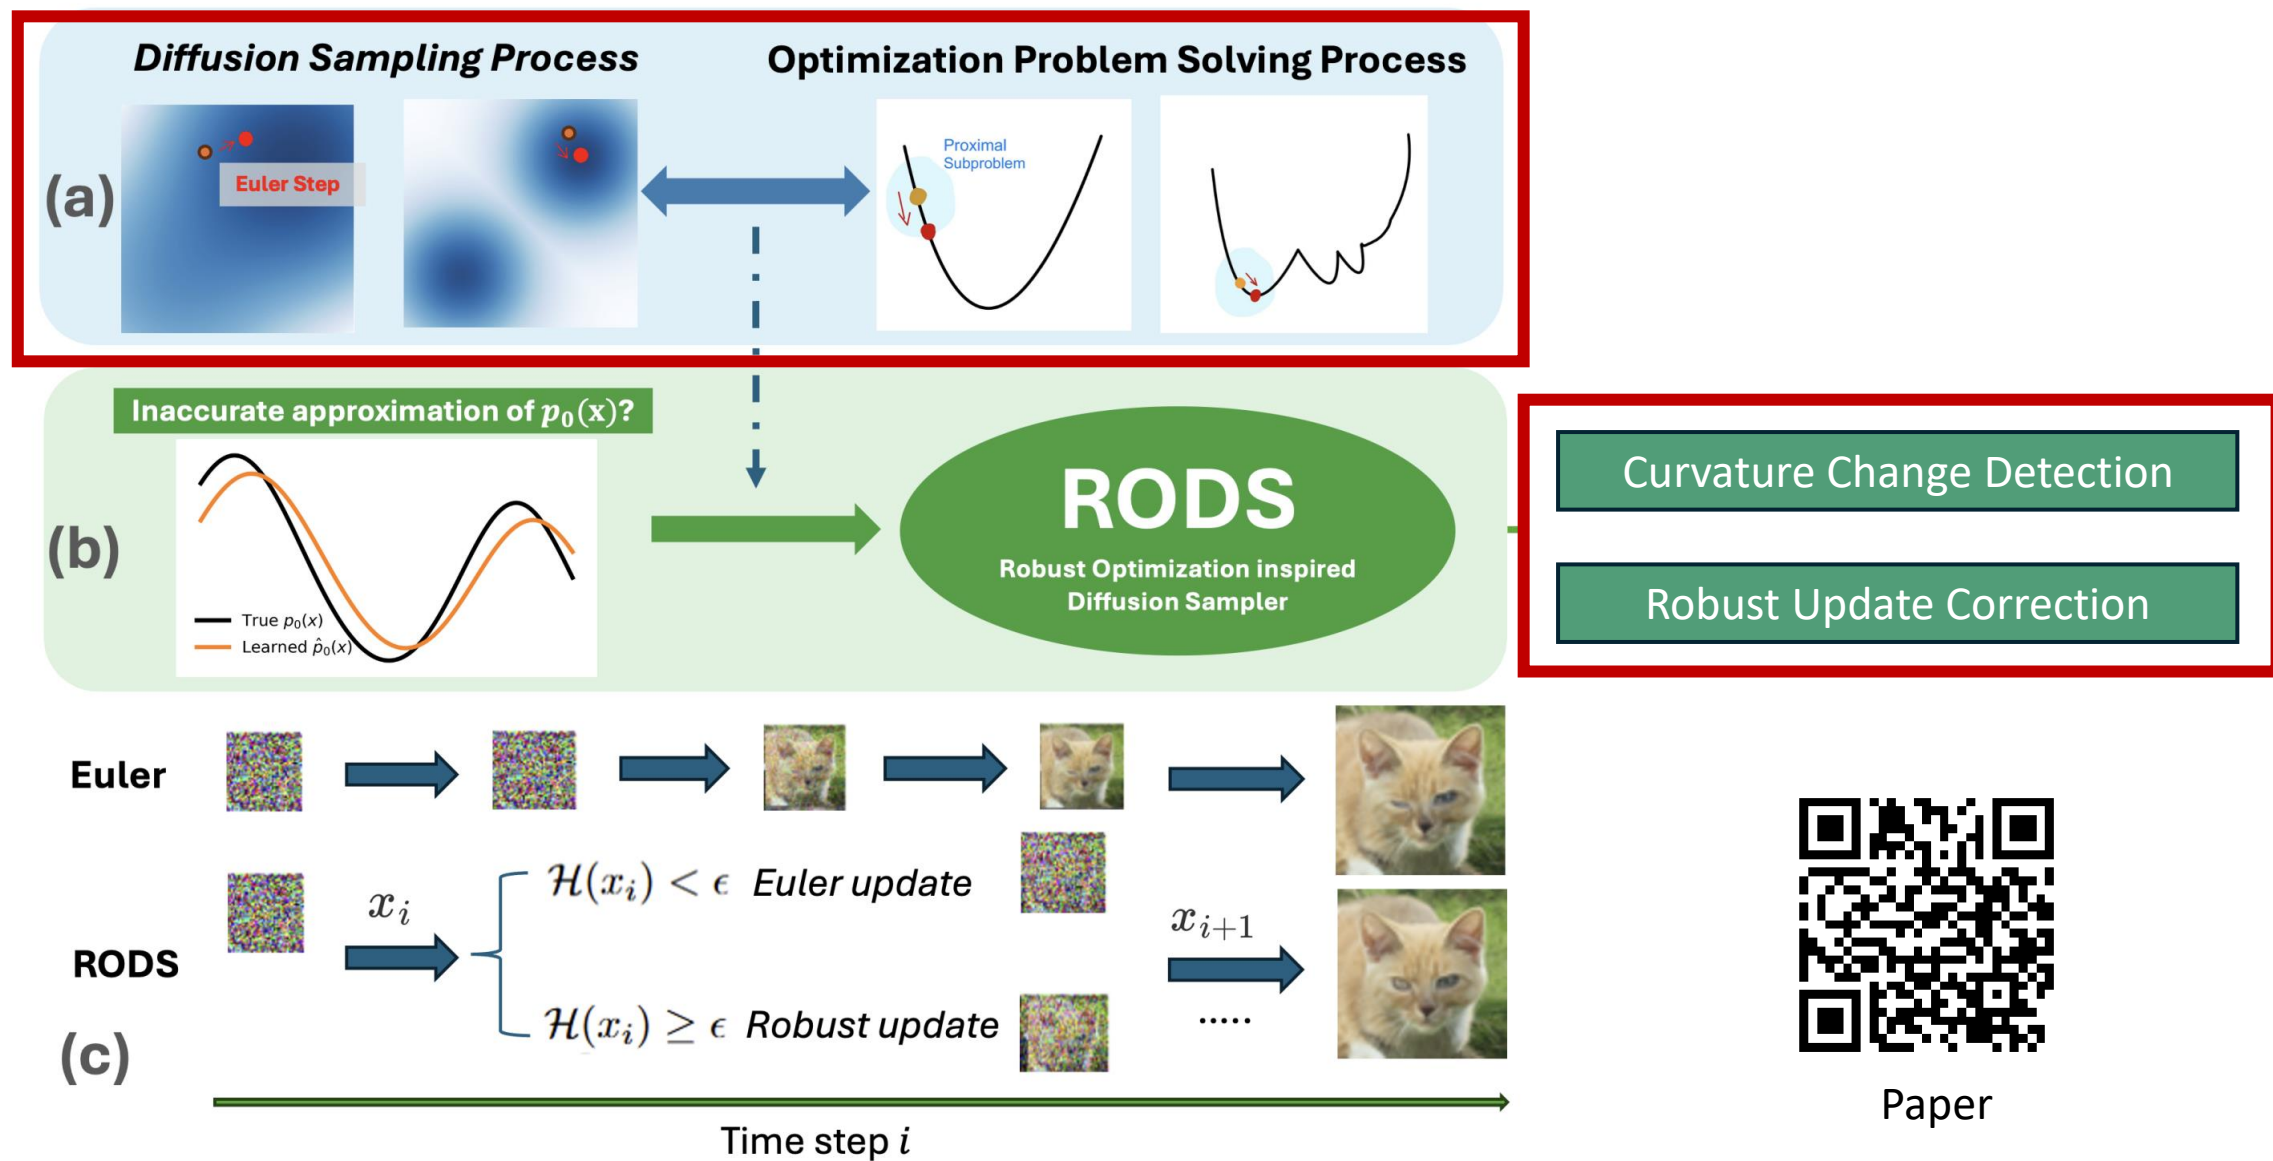 Diffusion Sampling Process
Optimization Problem Solving Process
(a)
Euler Step
Proximal
Subproblem
Inaccurate approximation of p₀(x)?
(b)
True p₀(x)
Learned p̂₀(x)
RODS
Robust Optimization inspired
Diffusion Sampler
Curvature Change Detection
Robust Update Correction
Euler
RODS
xᵢ
ℋ(xᵢ) < ϵ Euler update
ℋ(xᵢ) ≥ ϵ Robust update
xᵢ₊₁
.....
(c)
Time step i
Paper